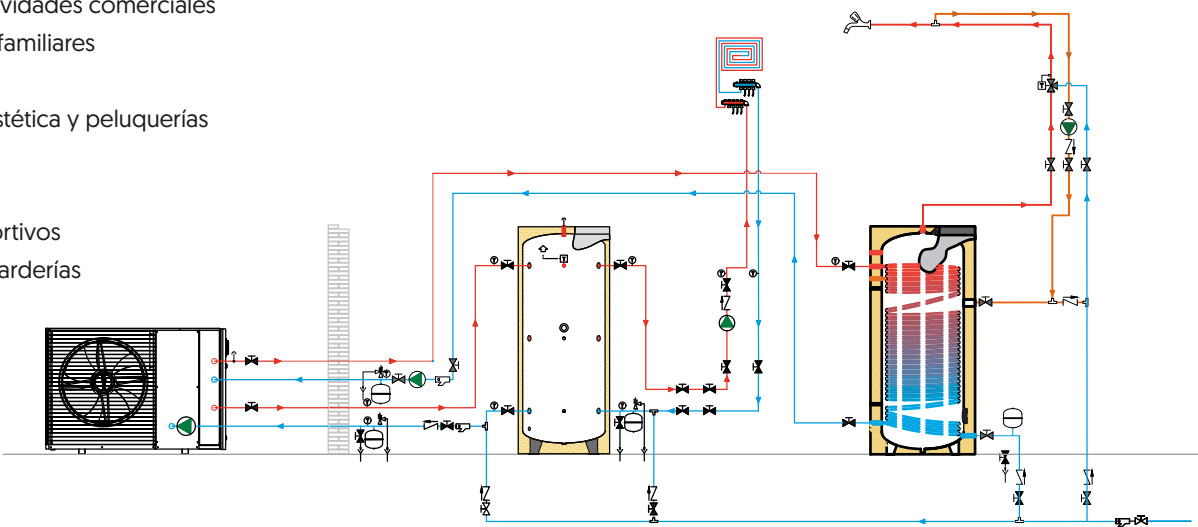 vidades comerciales
familiares
stética y peluquerías
ortivos
arderías